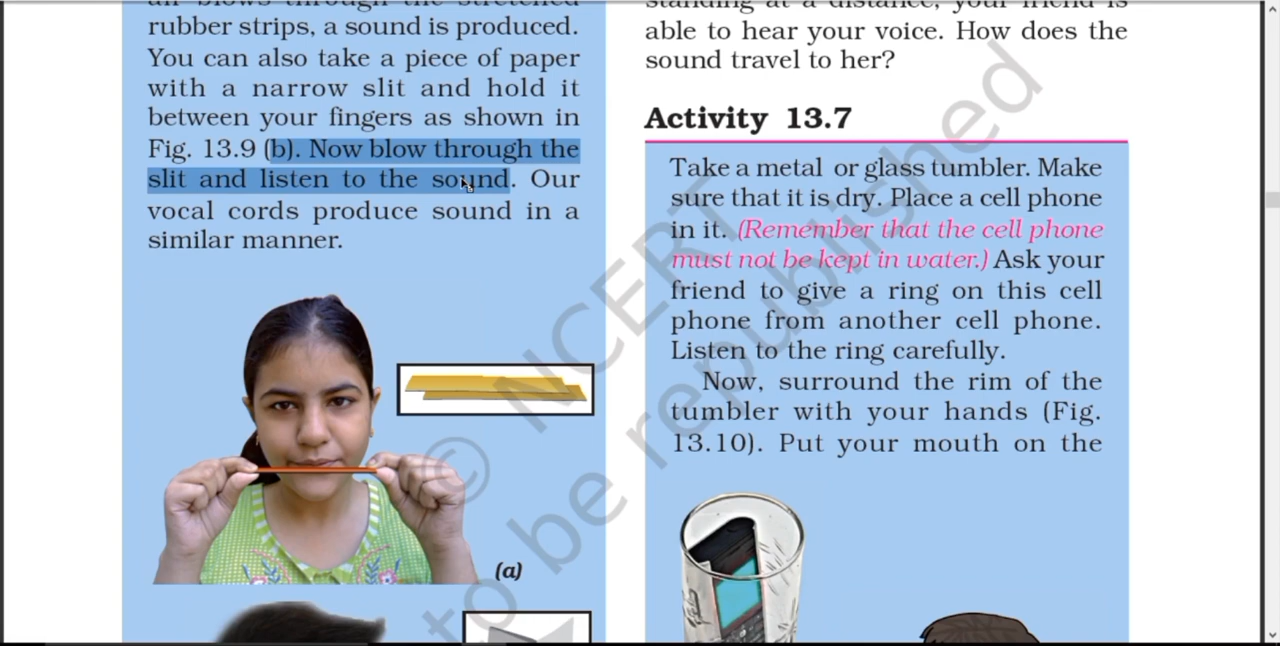 rubber strips, a sound is produced.
You can also take a piece of paper
with a narrow slit and hold it
between your fingers as shown in
Fig. 13.9 (b). Now blow through the
slit and listen to the sound. Our
vocal cords produce sound in a
similar manner.
(a)
standing at a distance, your friend is
able to hear your voice. How does the
sound travel to her?
Activity 13.7
Take a metal or glass tumbler. Make
sure that it is dry. Place a cell phone
in it. (Remember that the cell phone
must not be kept in water.) Ask your
friend to give a ring on this cell
phone from another cell phone.
Listen to the ring carefully.
Now, surround the rim of the
tumbler with your hands (Fig.
13.10). Put your mouth on the
© NCERT
to be republished